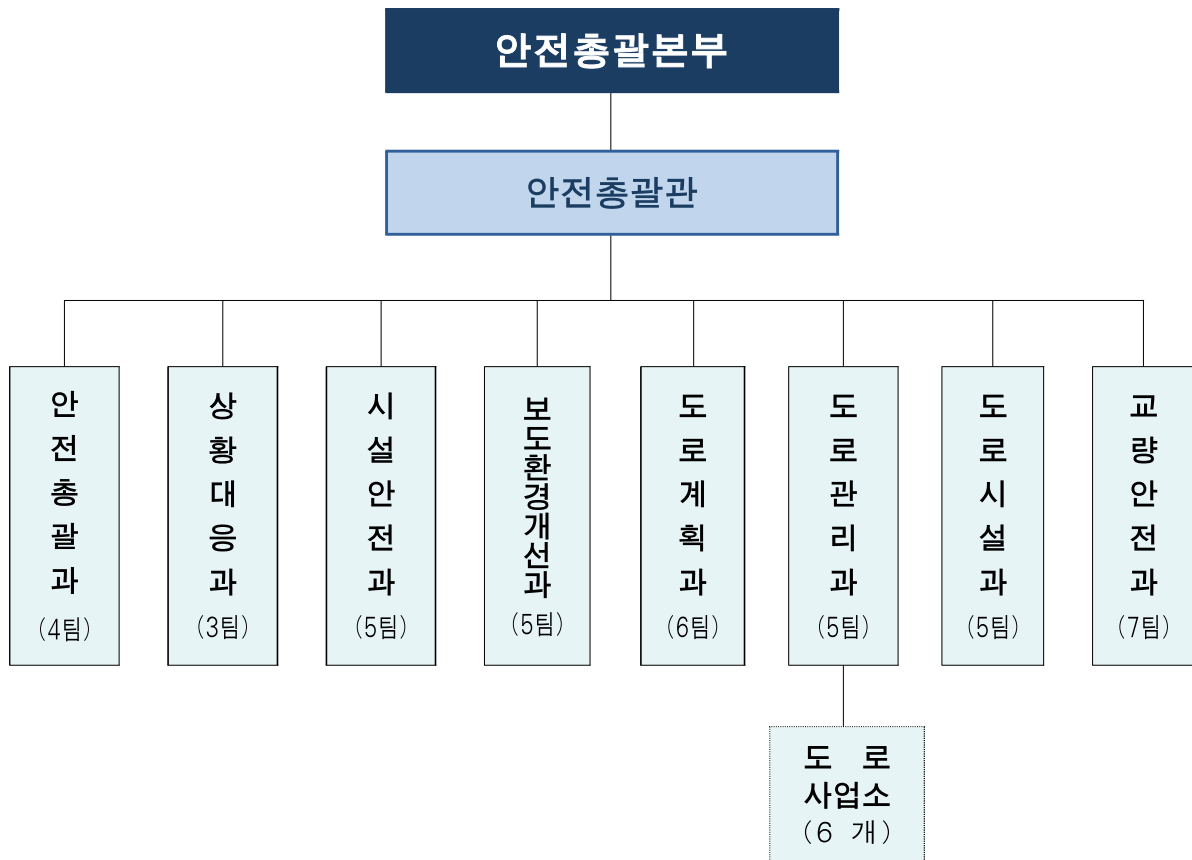 안전총괄본부
안전총괄관
안전총괄과
(4팀)
상황대응과
(3팀)
시설안전과
(5팀)
보도환경개선과
(5팀)
도로계획과
(6팀)
도로관리과
(5팀)
도로시설과
(5팀)
교량안전과
(7팀)
도 로
사업소
(6 개)